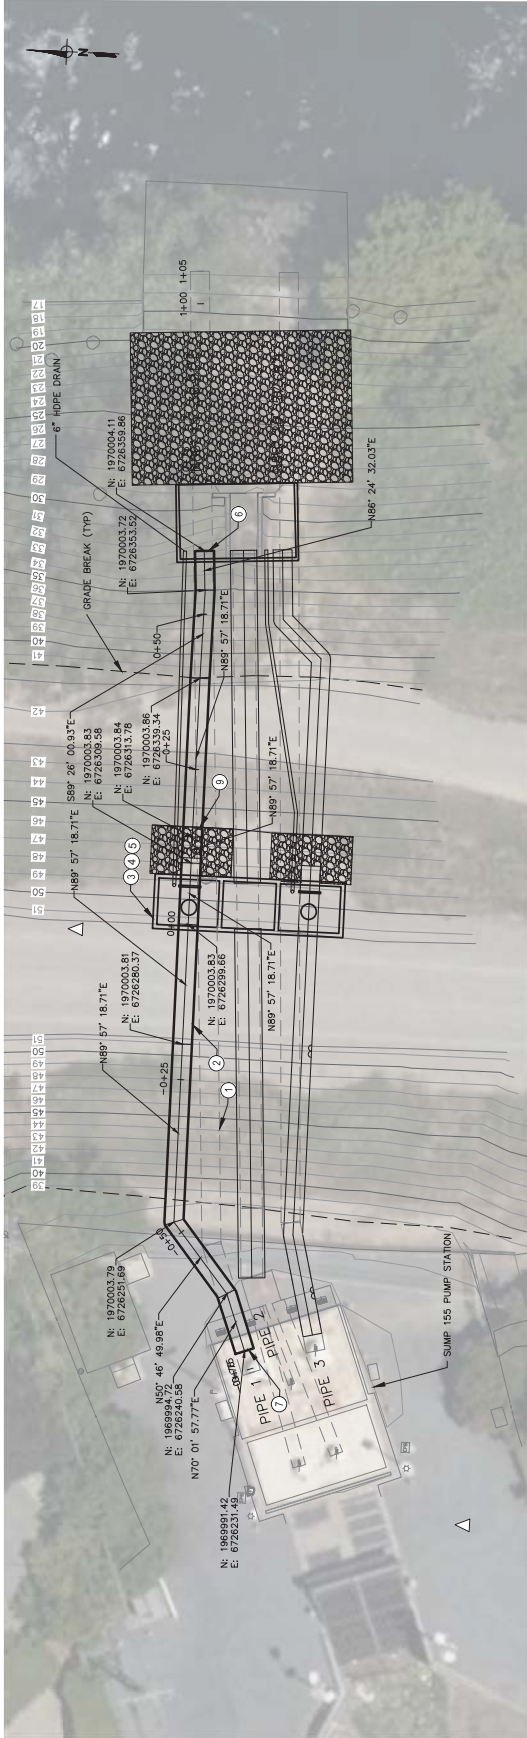 N
17
18
19
20
21
22
23
24
25
26
27
28
29
30
31
32
33
34
35
36
37
38
39
40
41
42
43
44
45
46
47
48
49
50
51
51
50
49
48
47
46
45
44
43
42
41
40
39
6" HDPE DRAIN
GRADE BREAK (TYP)
1+00 1+05
N: 1970004.11
E: 6726359.86
N: 1970003.72
E: 6726353.52
6
N86° 24' 32.03"E
0+50
N89° 57' 18.71"E
S89° 26' 00.93"E
N: 1970003.83
E: 6726309.58
N: 1970003.84
E: 6726313.78
N: 1970003.86
E: 6726339.34
0+25
9
N89° 57' 18.71"E
N89° 57' 18.71"E
3 4 5
0+00
N: 1970003.81
E: 6726280.37
N: 1970003.83
E: 6726299.66
N89° 57' 18.71"E
N89° 57' 18.71"E
-0+25
2
1
-0+50
N: 1970003.79
E: 6726251.69
N50° 46' 49.98"E
N: 1969994.72
E: 6726240.58
N70° 01' 57.77"E
7
N: 1969991.42
E: 6726231.49
PIPE 1
PIPE 2
PIPE 3
SUMP 155 PUMP STATION